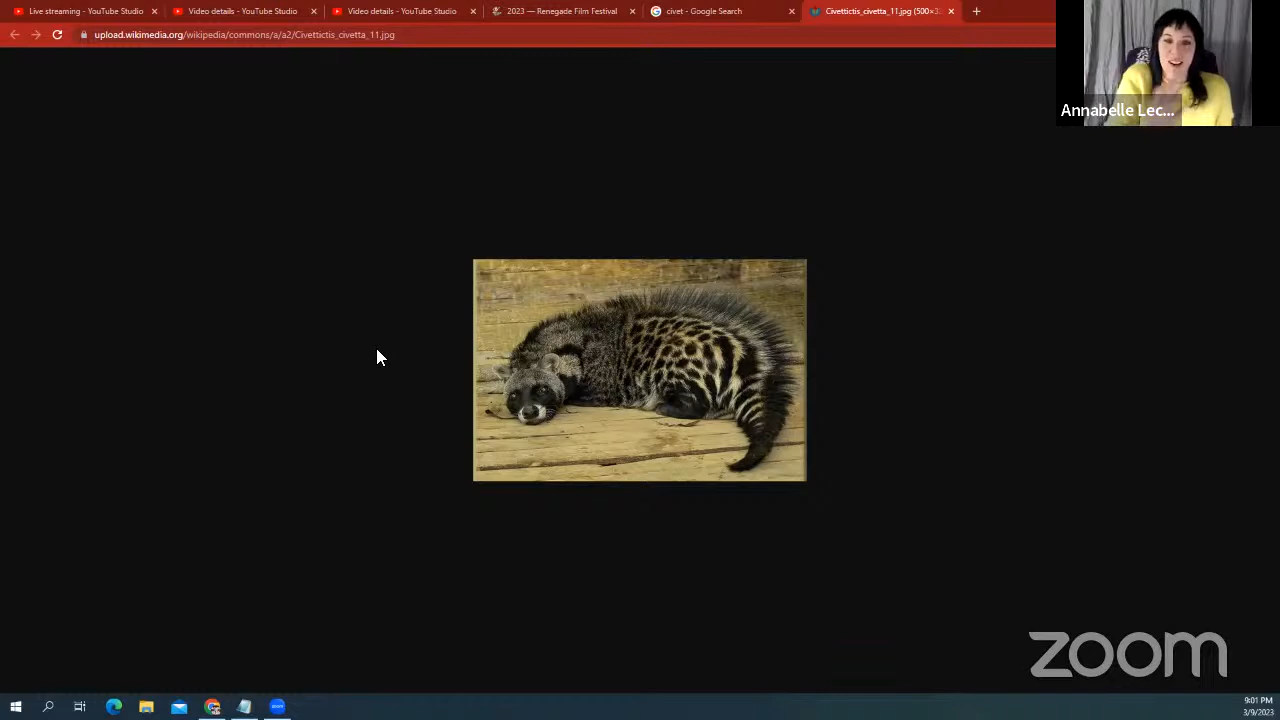 Live streaming - YouTube Studio
Video details - YouTube Studio
Video details - YouTube Studio
2023 — Renegade Film Festival
civet - Google Search
Civettictis_civetta_11.jpg (500×33
upload.wikimedia.org/wikipedia/commons/a/a2/Civettictis_civetta_11.jpg
Annabelle Lec...
zoom
9:01 PM
3/9/2023